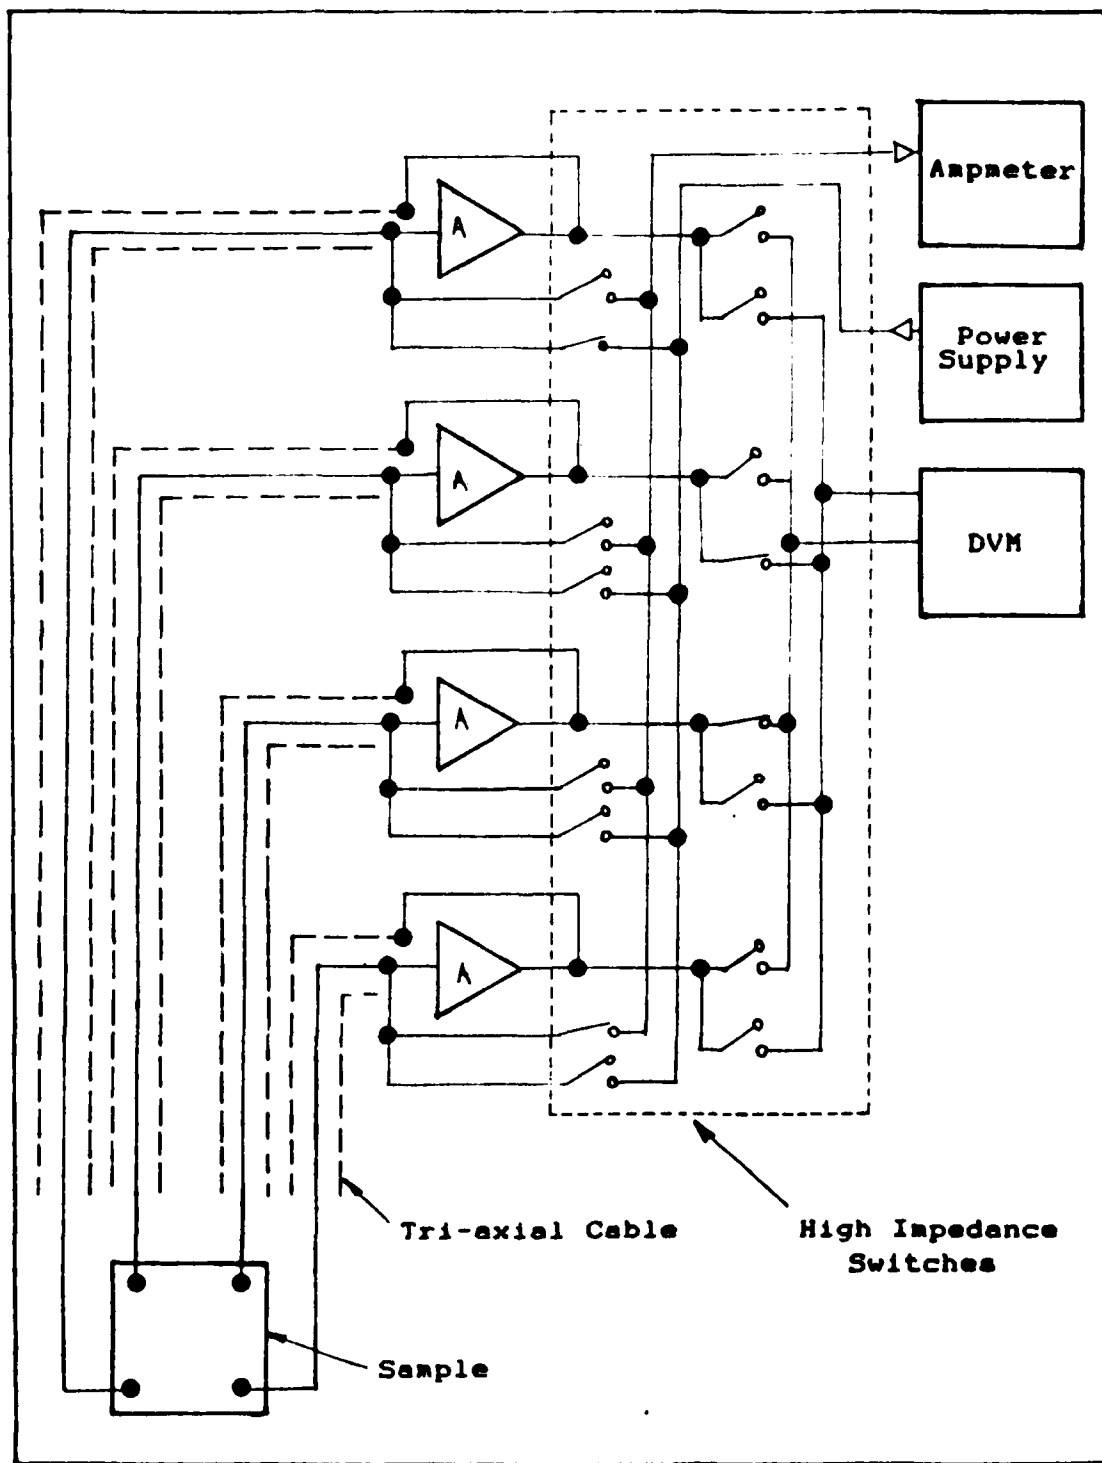 Ampmeter
A
Power
Supply
A
DVM
A
A
Tri-axial Cable
High Impedance
Switches
Sample